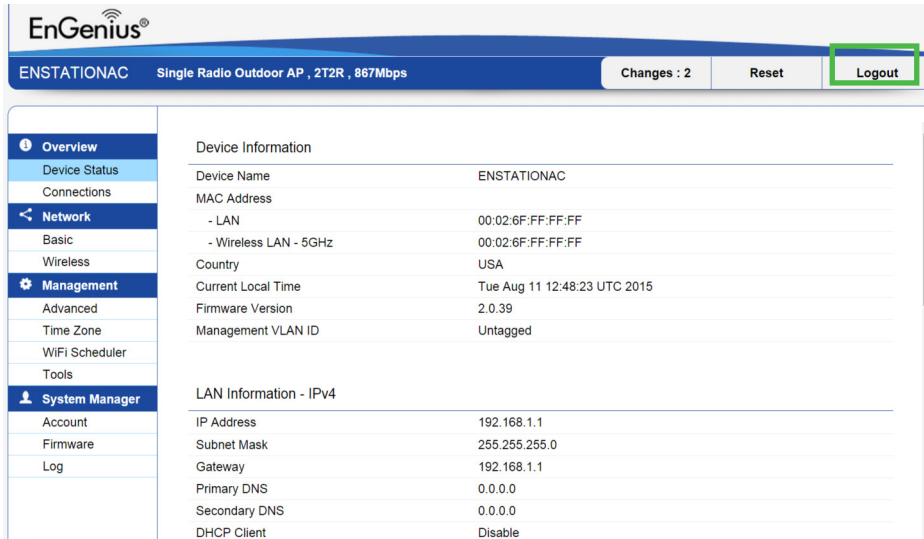 EnGenius®
ENSTATIONAC Single Radio Outdoor AP , 2T2R , 867Mbps Changes : 2 Reset Logout
Overview
Device Status
Connections
Network
Basic
Wireless
Management
Advanced
Time Zone
WiFi Scheduler
Tools
System Manager
Account
Firmware
Log
Device Information
Device Name ENSTATIONAC
MAC Address
- LAN 00:02:6F:FF:FF:FF
- Wireless LAN - 5GHz 00:02:6F:FF:FF:FF
Country USA
Current Local Time Tue Aug 11 12:48:23 UTC 2015
Firmware Version 2.0.39
Management VLAN ID Untagged
LAN Information - IPv4
IP Address 192.168.1.1
Subnet Mask 255.255.255.0
Gateway 192.168.1.1
Primary DNS 0.0.0.0
Secondary DNS 0.0.0.0
DHCP Client Disable